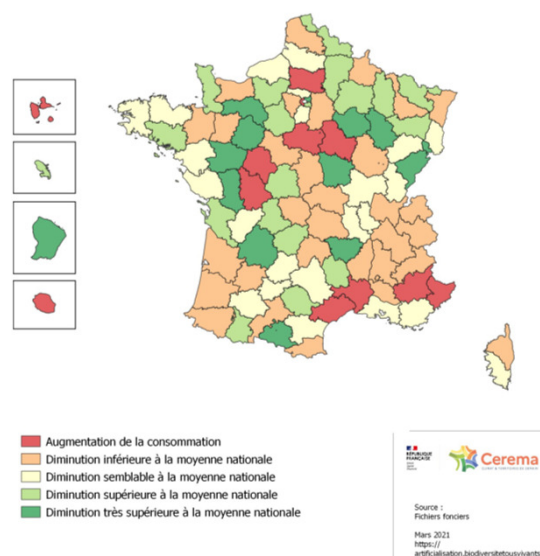 Augmentation de la consommation
Diminution inférieure à la moyenne nationale
Diminution semblable à la moyenne nationale
Diminution supérieure à la moyenne nationale
Diminution très supérieure à la moyenne nationale
RÉPUBLIQUE
FRANÇAISE
Cerema
Source :
Fichiers fonciers
Mars 2021
https://
artificialisation.biodiversitetousvivants